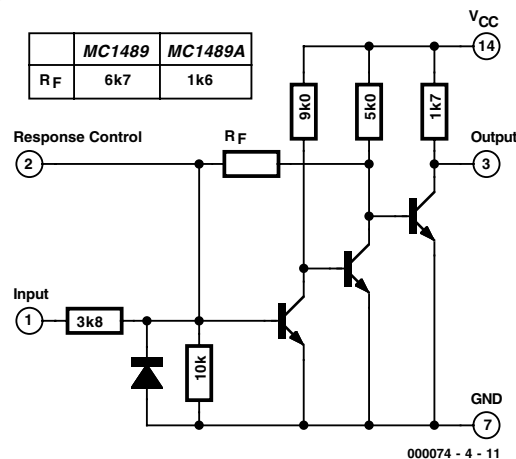 VCC
14
MC1489 MC1489A
RF 6k7 1k6
9k0
5k0
1k7
Response Control
RF
Output
2
3
Input
1
3k8
10k
GND
7
000074 - 4 - 11